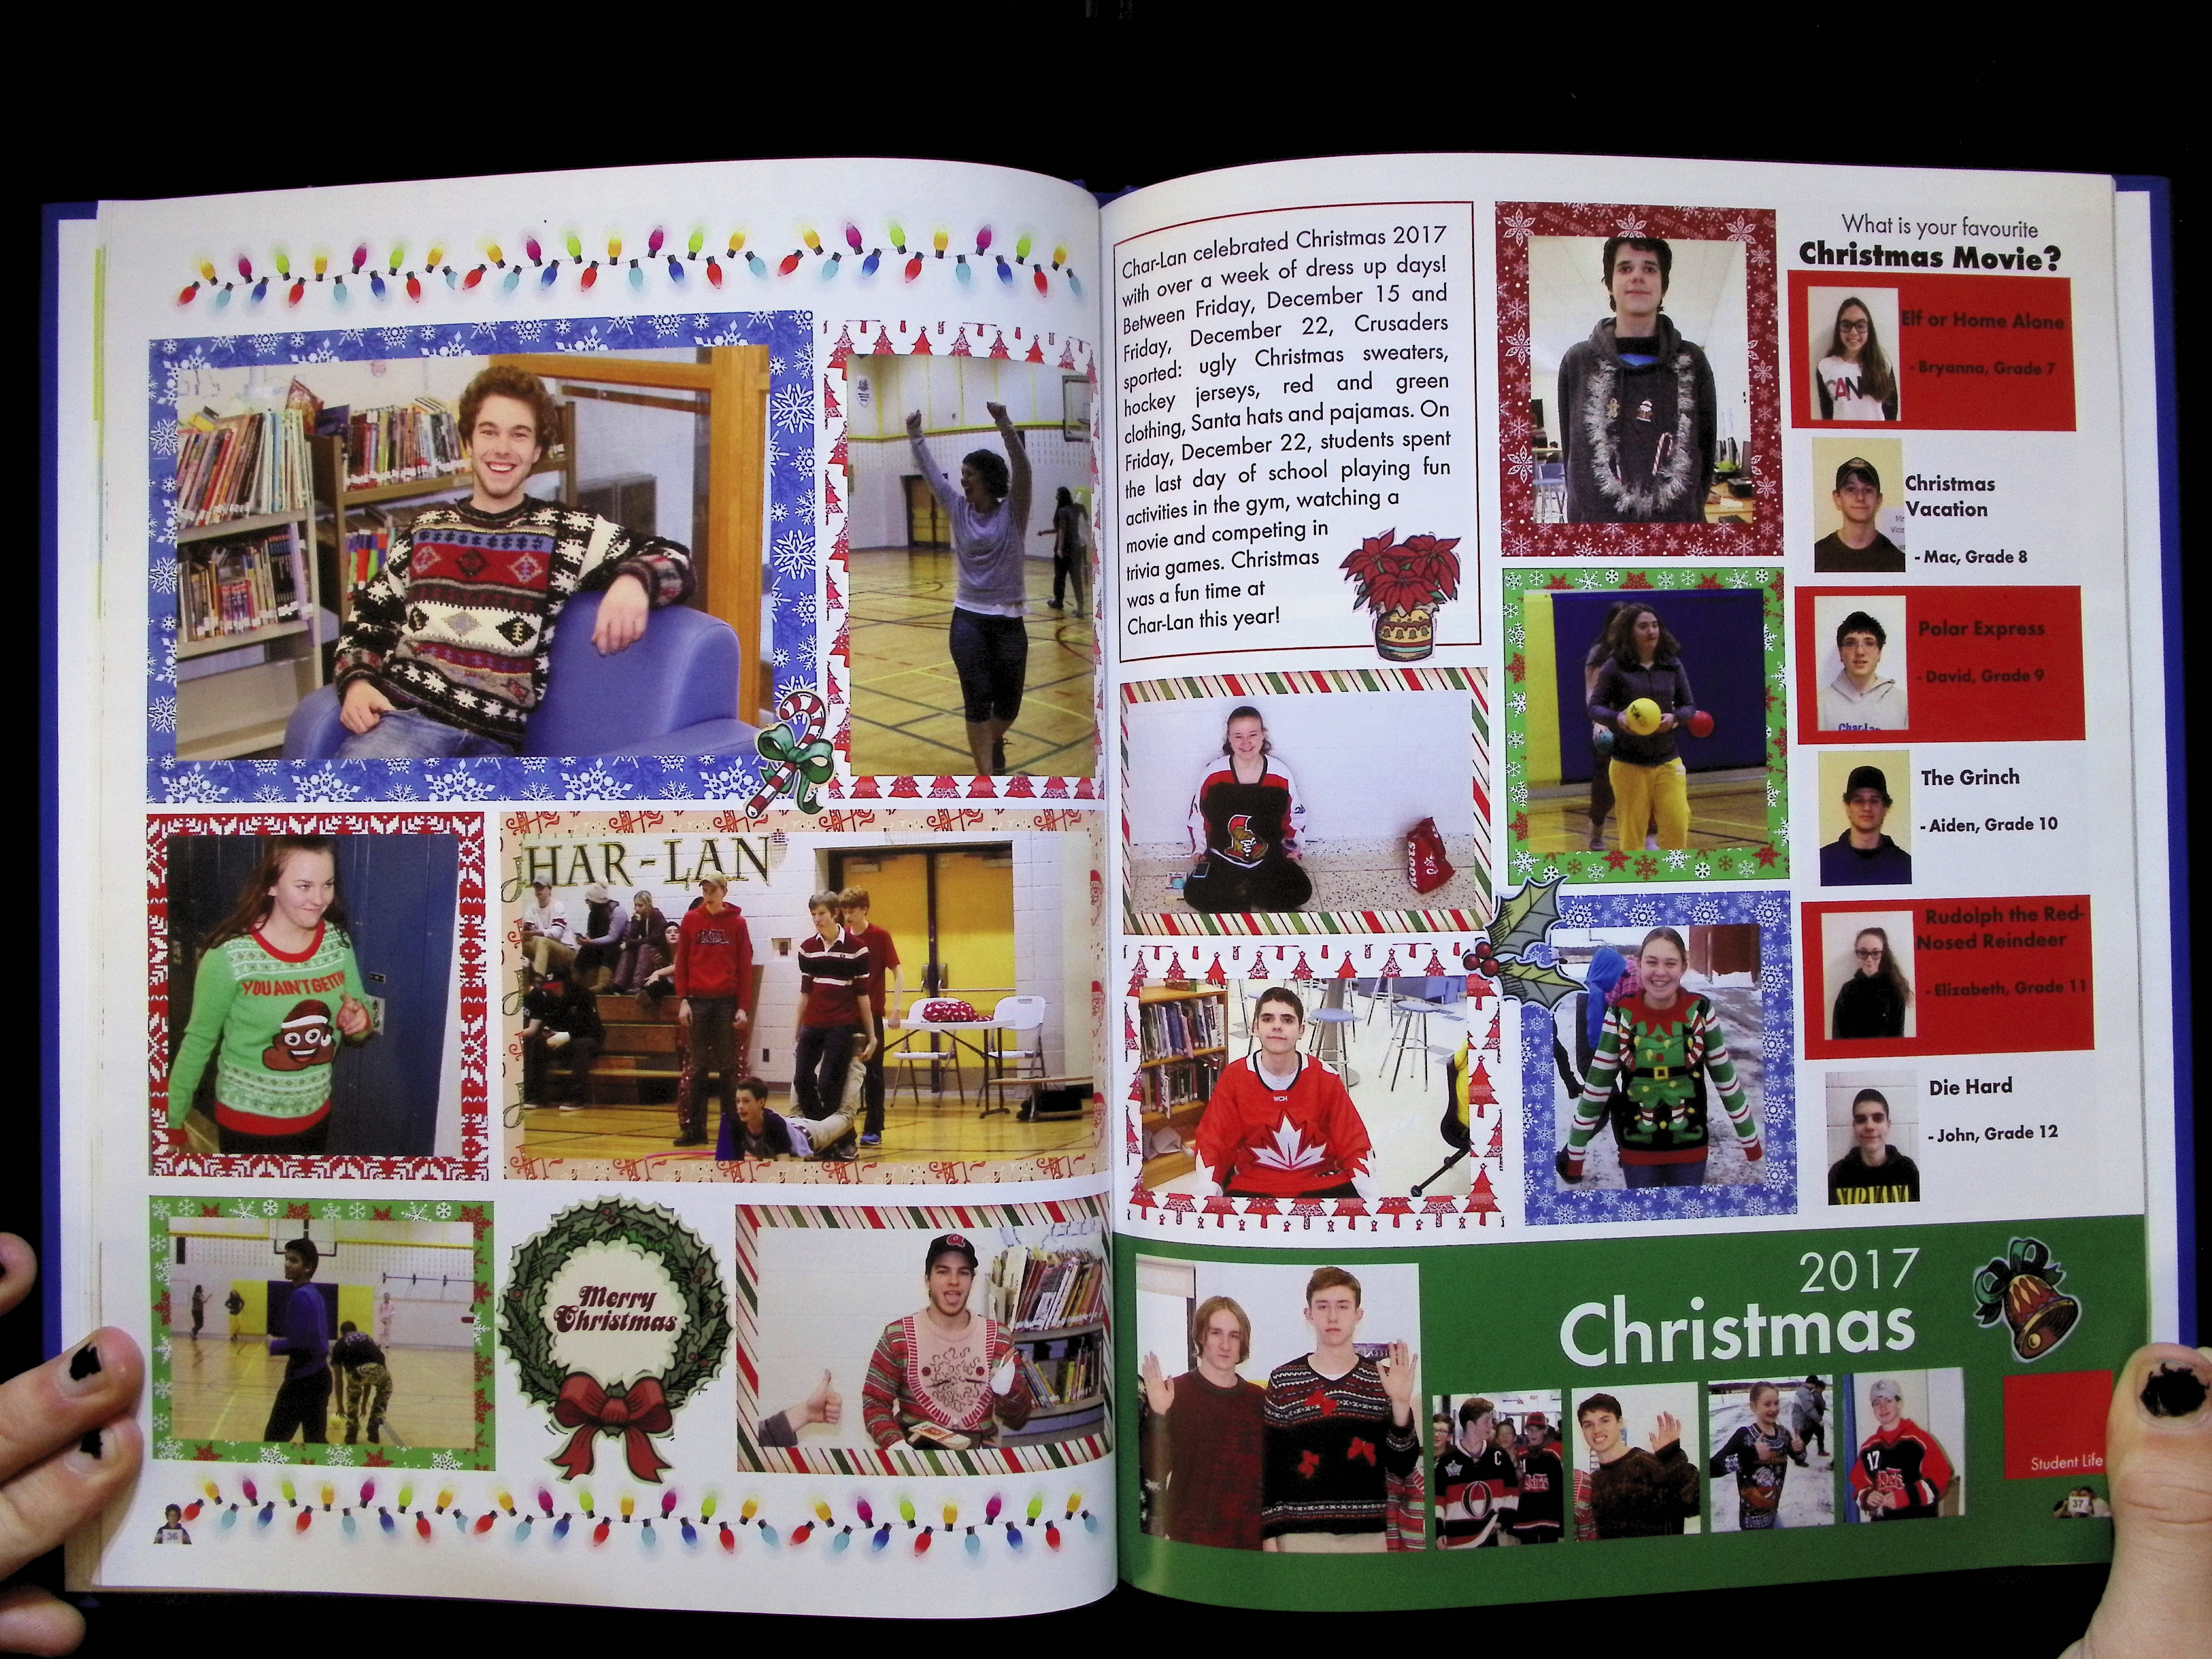 YOU AIN'T GETTIN
HAR-LAN
Merry
Christmas
36
Char-Lan celebrated Christmas 2017
with over a week of dress up days!
Between Friday, December 15 and
Friday, December 22, Crusaders
sported: ugly Christmas sweaters,
hockey jerseys, red and green
clothing, Santa hats and pajamas. On
Friday, December 22, students spent
the last day of school playing fun
activities in the gym, watching a
movie and competing in
trivia games. Christmas
was a fun time at
Char-Lan this year!
ROOTS
WCH
What is your favourite
Christmas Movie?
Elf or Home Alone
- Bryanna, Grade 7
Christmas
Vacation
- Mac, Grade 8
Polar Express
- David, Grade 9
Char-Lan
The Grinch
- Aiden, Grade 10
Rudolph the Red-
Nosed Reindeer
- Elizabeth, Grade 11
Die Hard
- John, Grade 12
NIRVANA
2017
Christmas
C
O
17
Student Life
37